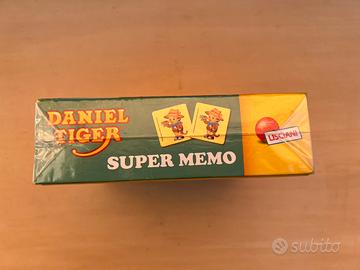 DANIEL
TIGER
SUPER MEMO
LISCIANI
subito